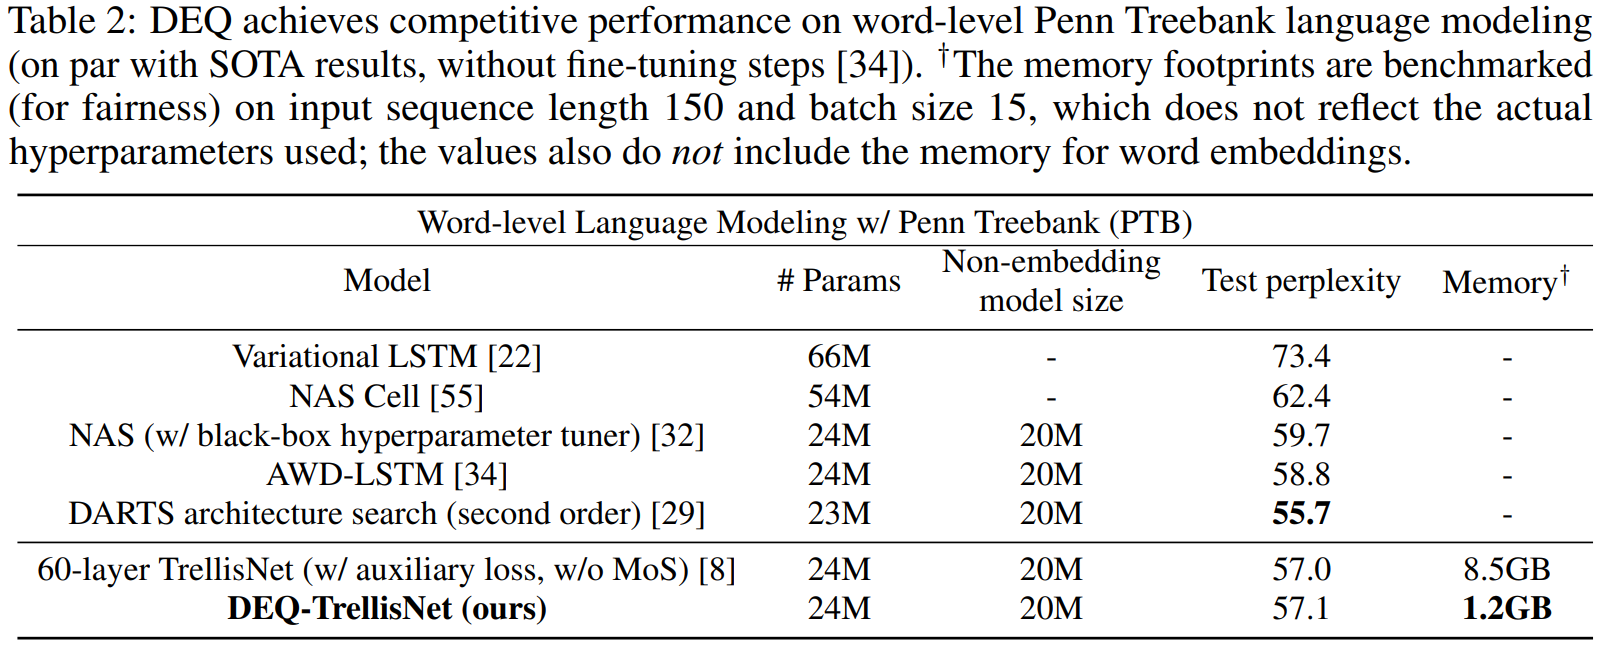 Table 2: DEQ achieves competitive performance on word-level Penn Treebank language modeling
(on par with SOTA results, without fine-tuning steps [34]). †The memory footprints are benchmarked
(for fairness) on input sequence length 150 and batch size 15, which does not reflect the actual
hyperparameters used; the values also do not include the memory for word embeddings.
Word-level Language Modeling w/ Penn Treebank (PTB)
Model # Params Non-embedding model size Test perplexity Memory†
Variational LSTM [22] 66M - 73.4 -
NAS Cell [55] 54M - 62.4 -
NAS (w/ black-box hyperparameter tuner) [32] 24M 20M 59.7 -
AWD-LSTM [34] 24M 20M 58.8 -
DARTS architecture search (second order) [29] 23M 20M 55.7 -
60-layer TrellisNet (w/ auxiliary loss, w/o MoS) [8] 24M 20M 57.0 8.5GB
DEQ-TrellisNet (ours) 24M 20M 57.1 1.2GB